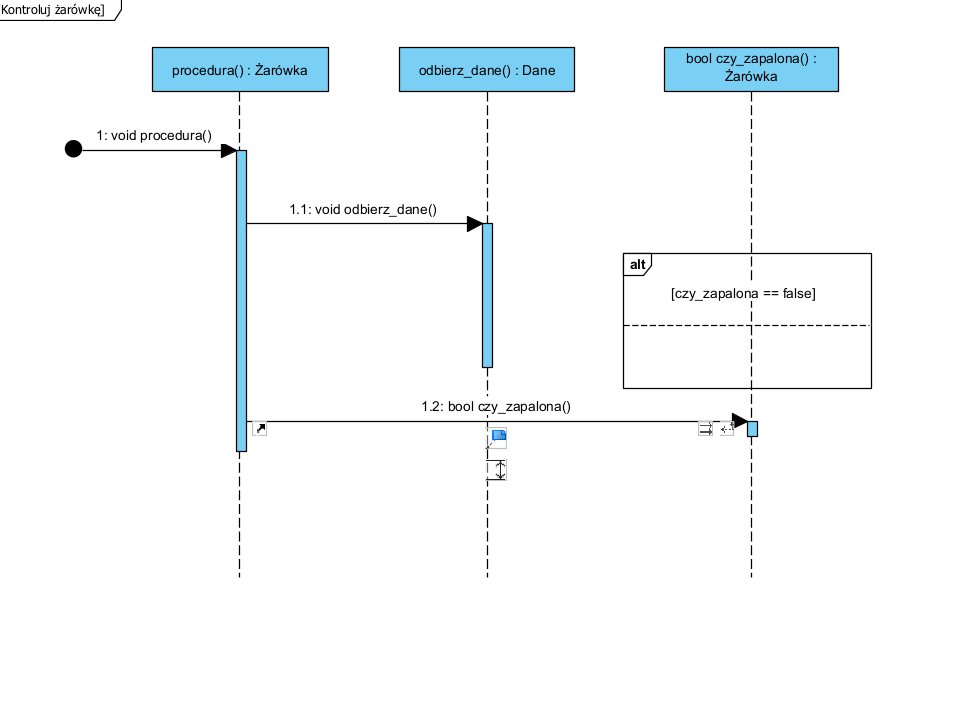 Kontroluj żarówkę]
procedura() : Żarówka
odbierz_dane() : Dane
bool czy_zapalona() :
Żarówka
1: void procedura()
1.1: void odbierz_dane()
alt
[czy_zapalona == false]
1.2: bool czy_zapalona()